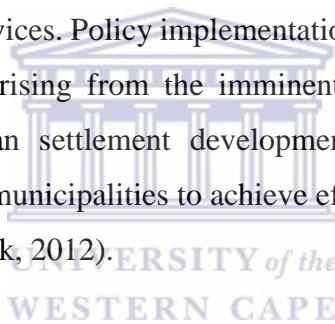 vices. Policy implementatio
rising from the imminent
an settlement developmen
municipalities to achieve ef
k, 2012).
UNIVERSITY of the
WESTERN CAPE